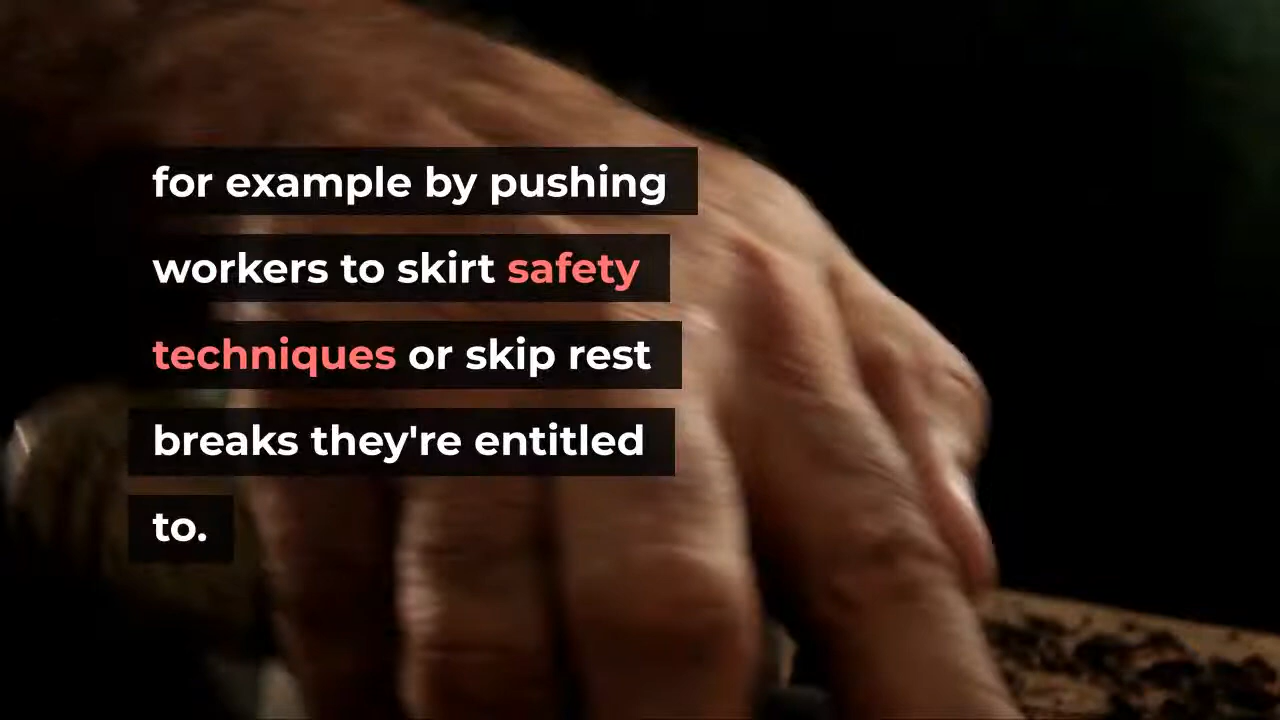 for example by pushing
workers to skirt safety
techniques or skip rest
breaks they're entitled
to.